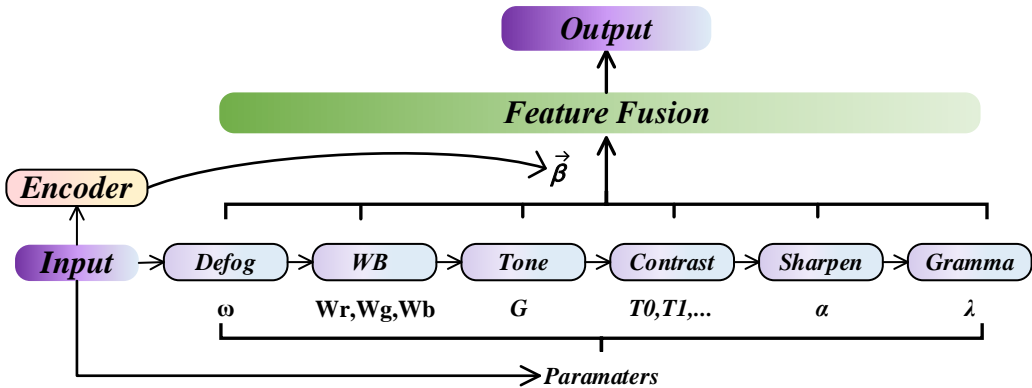 Output
Feature Fusion
β⃗
Encoder
Input
Defog
WB
Tone
Contrast
Sharpen
Gramma
ω
Wr,Wg,Wb
G
T0,T1,...
α
λ
Paramaters